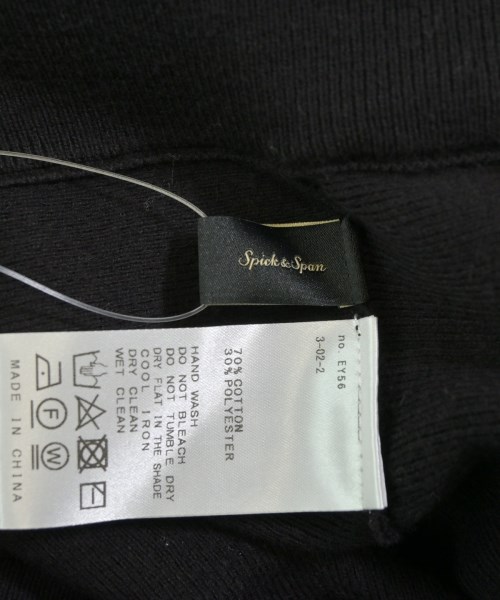 Spick & Span
no. EY56
3-02-2
70% COTTON
30% POLYESTER
HAND WASH
DO NOT BLEACH
DO NOT TUMBLE DRY
DRY FLAT IN THE SHADE
COOL IRON
DRY CLEAN
WET CLEAN
F W
MADE IN CHINA